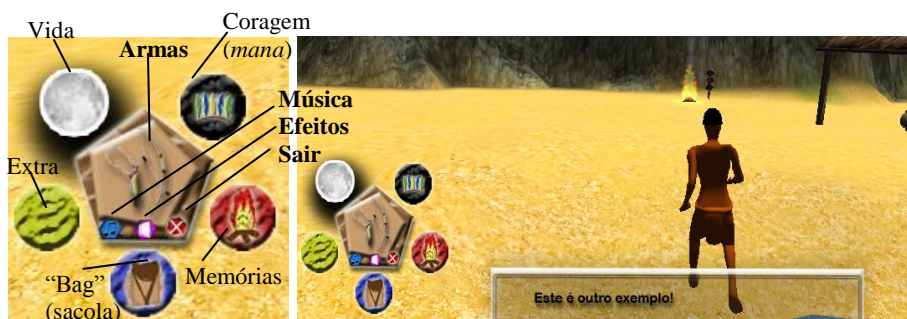 Vida
Coragem
(mana)
Armas
Música
Efeitos
Sair
Extra
Memórias
“Bag”
(sacola)
Este é outro exemplo!